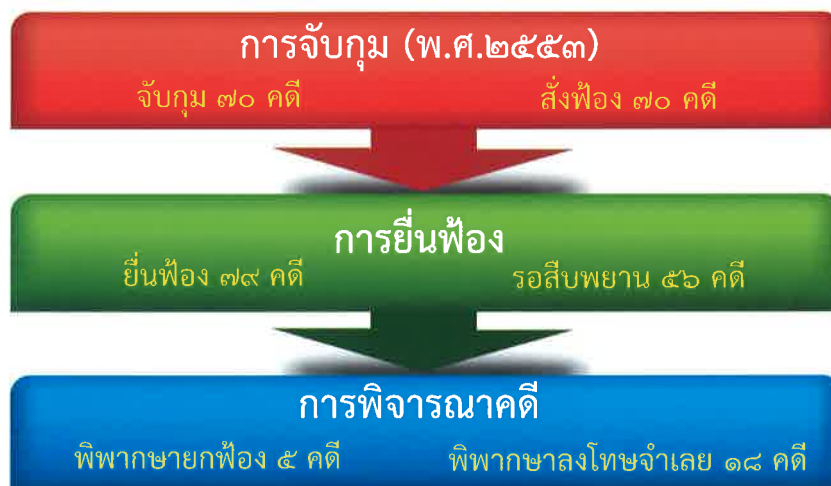 การจับกุม (พ.ศ.๒๕๕๓)
จับกุม ๗๐ คดี สั่งฟ้อง ๗๐ คดี
การยื่นฟ้อง
ยื่นฟ้อง ๗๙ คดี รอสืบพยาน ๕๖ คดี
การพิจารณาคดี
พิพากษายกฟ้อง ๕ คดี พิพากษาลงโทษจำเลย ๑๘ คดี